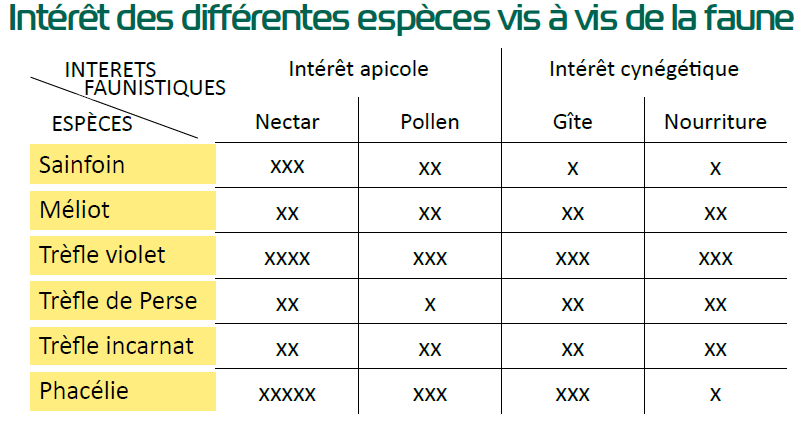 Intérêt des différentes espèces vis à vis de la faune
INTERETS FAUNISTIQUES
ESPÈCES
Intérêt apicole Intérêt cynégétique
Nectar Pollen Gîte Nourriture
Sainfoin xxx xx x x
Méliot xx xx xx xx
Trèfle violet xxxx xxx xxx xxx
Trèfle de Perse xx x xx xx
Trèfle incarnat xx xx xx xx
Phacélie xxxxx xxx xxx x